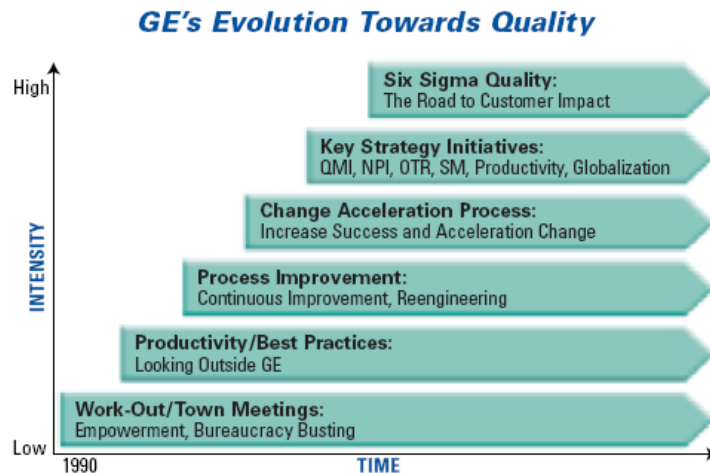 GE's Evolution Towards Quality
High
Six Sigma Quality:
The Road to Customer Impact
Key Strategy Initiatives:
QMI, NPI, OTR, SM, Productivity, Globalization
Change Acceleration Process:
Increase Success and Acceleration Change
INTENSITY
Process Improvement:
Continuous Improvement, Reengineering
Productivity/Best Practices:
Looking Outside GE
Work-Out/Town Meetings:
Empowerment, Bureaucracy Busting
Low
1990
TIME